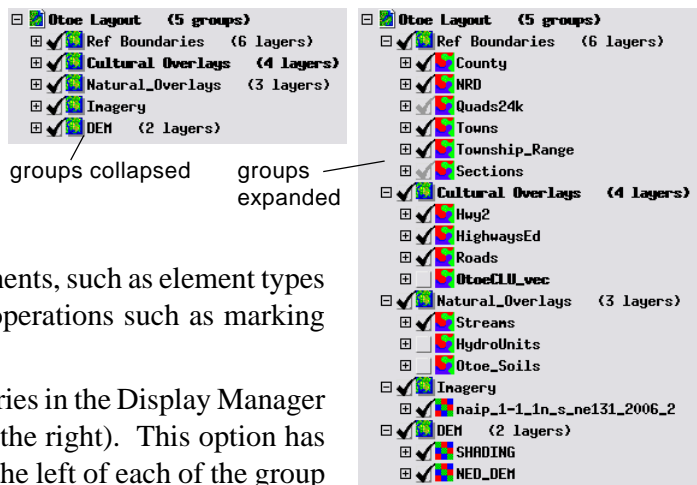 Otoe Layout (5 groups)
Ref Boundaries (6 layers)
Cultural Overlays (4 layers)
Natural_Overlays (3 layers)
Imagery
DEM (2 layers)
groups collapsed
groups
expanded
Otoe Layout (5 groups)
Ref Boundaries (6 layers)
County
NRD
Quads24k
Towns
Township_Range
Sections
Cultural Overlays (4 layers)
Hwy2
HighwaysEd
Roads
OtoeCLU_vec
Natural_Overlays (3 layers)
Streams
HydroUnits
Otoe_Soils
Imagery
naip_1-1_1n_s_ne131_2006_2
DEM (2 layers)
SHADING
NED_DEM
ments, such as element types
operations such as marking
ries in the Display Manager
the right). This option has
he left of each of the group